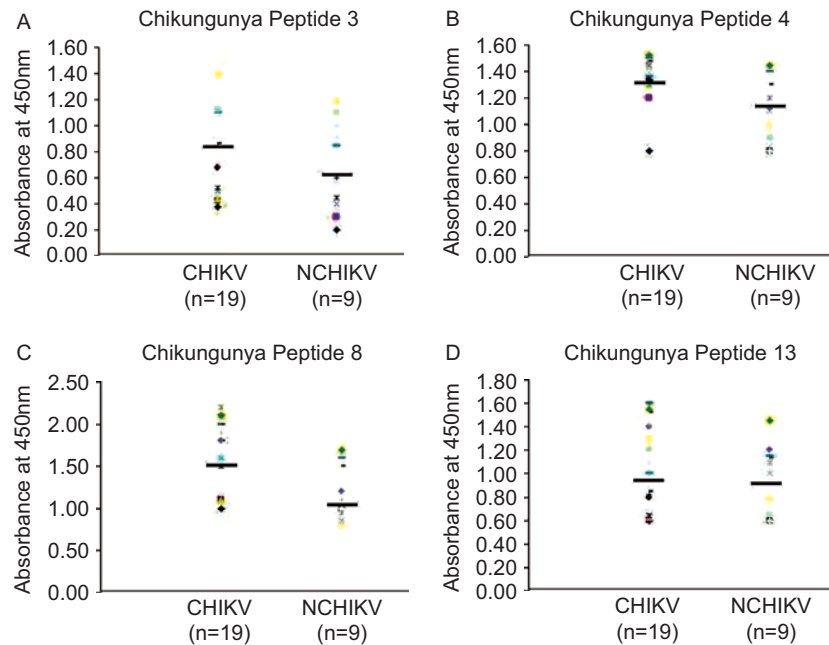 A Chikungunya Peptide 3
Absorbance at 450nm
1.60
1.40
1.20
1.00
0.80
0.60
0.40
0.20
0.00
CHIKV NCHIKV
(n=19) (n=9)
B Chikungunya Peptide 4
Absorbance at 450nm
1.60
1.40
1.20
1.00
0.80
0.60
0.40
0.20
0.00
CHIKV NCHIKV
(n=19) (n=9)
C Chikungunya Peptide 8
Absorbance at 450nm
2.50
2.00
1.50
1.00
0.50
0.00
CHIKV NCHIKV
(n=19) (n=9)
D Chikungunya Peptide 13
Absorbance at 450nm
1.80
1.60
1.40
1.20
1.00
0.80
0.60
0.40
0.20
0.00
CHIKV NCHIKV
(n=19) (n=9)